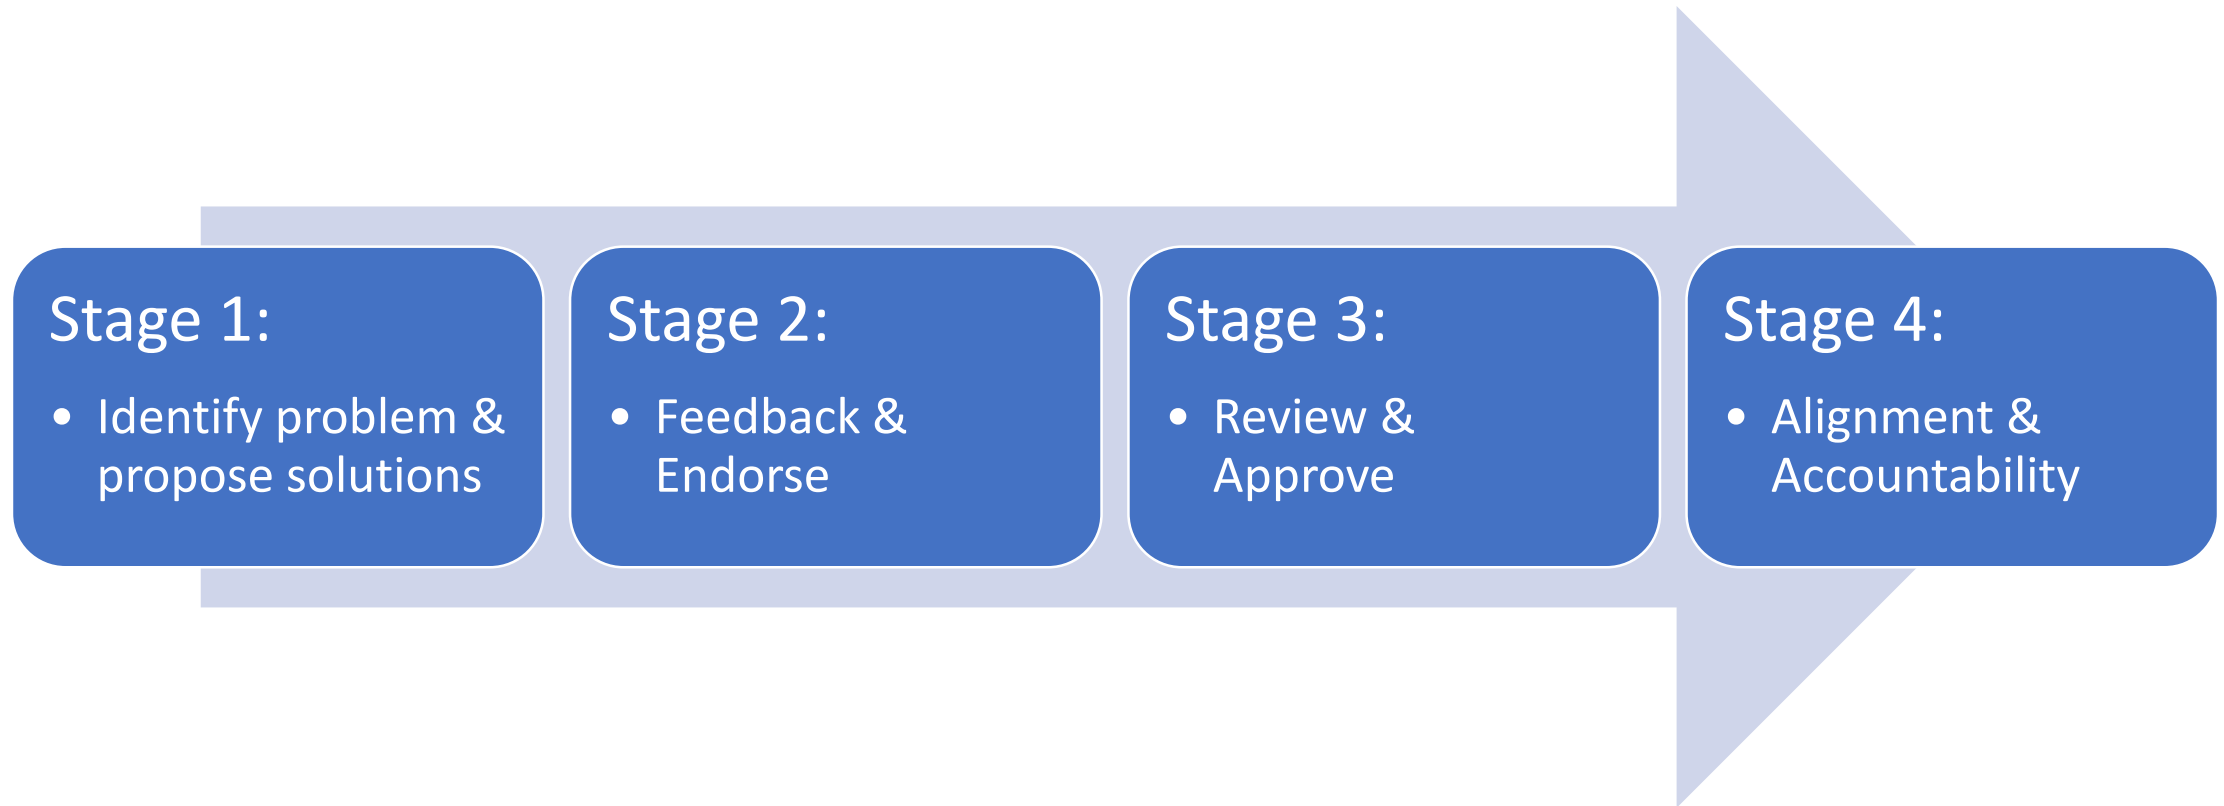 Stage 1:
• Identify problem &
propose solutions
Stage 2:
• Feedback &
Endorse
Stage 3:
• Review &
Approve
Stage 4:
• Alignment &
Accountability